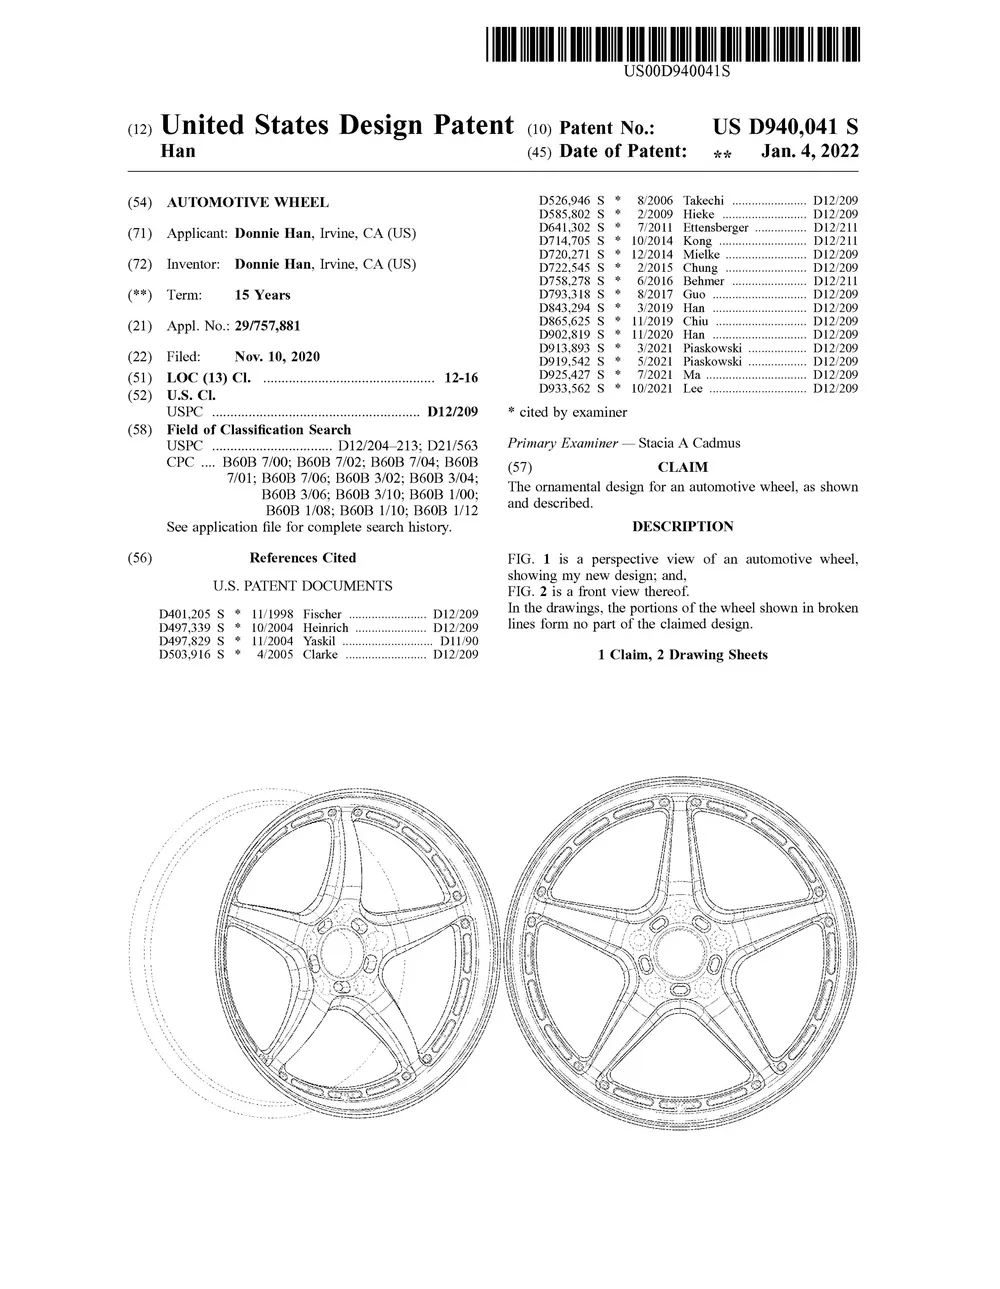 US00D940041S
(12) United States Design Patent
Han
(10) Patent No.: US D940,041 S
(45) Date of Patent: ** Jan. 4, 2022
(54) AUTOMOTIVE WHEEL
(71) Applicant: Donnie Han, Irvine, CA (US)
(72) Inventor: Donnie Han, Irvine, CA (US)
(**) Term: 15 Years
(21) Appl. No.: 29/757,881
(22) Filed: Nov. 10, 2020
(51) LOC (13) Cl. ............................................... 12-16
(52) U.S. Cl.
USPC ......................................................... D12/209
(58) Field of Classification Search
USPC ................................. D12/204–213; D21/563
CPC .... B60B 7/00; B60B 7/02; B60B 7/04; B60B
7/01; B60B 7/06; B60B 3/02; B60B 3/04;
B60B 3/06; B60B 3/10; B60B 1/00;
B60B 1/08; B60B 1/10; B60B 1/12
See application file for complete search history.
(56) References Cited
U.S. PATENT DOCUMENTS
D401,205 S * 11/1998 Fischer ........................ D12/209
D497,339 S * 10/2004 Heinrich ...................... D12/209
D497,829 S * 11/2004 Yaskil ............................ D11/90
D503,916 S * 4/2005 Clarke ......................... D12/209
D526,946 S * 8/2006 Takechi ....................... D12/209
D585,802 S * 2/2009 Hieke .......................... D12/209
D641,302 S * 7/2011 Ettensberger ................ D12/211
D714,705 S * 10/2014 Kong ........................... D12/211
D720,271 S * 12/2014 Mielke ......................... D12/209
D722,545 S * 2/2015 Chung ......................... D12/209
D758,278 S * 6/2016 Behmer ....................... D12/211
D793,318 S * 8/2017 Guo ............................. D12/209
D843,294 S * 3/2019 Han ............................. D12/209
D865,625 S * 11/2019 Chiu ............................ D12/209
D902,819 S * 11/2020 Han ............................. D12/209
D913,893 S * 3/2021 Piaskowski .................. D12/209
D919,542 S * 5/2021 Piaskowski .................. D12/209
D925,427 S * 7/2021 Ma ............................... D12/209
D933,562 S * 10/2021 Lee .............................. D12/209
* cited by examiner
Primary Examiner — Stacia A Cadmus
(57) CLAIM
The ornamental design for an automotive wheel, as shown
and described.
DESCRIPTION
FIG. 1 is a perspective view of an automotive wheel,
showing my new design; and,
FIG. 2 is a front view thereof.
In the drawings, the portions of the wheel shown in broken
lines form no part of the claimed design.
1 Claim, 2 Drawing Sheets